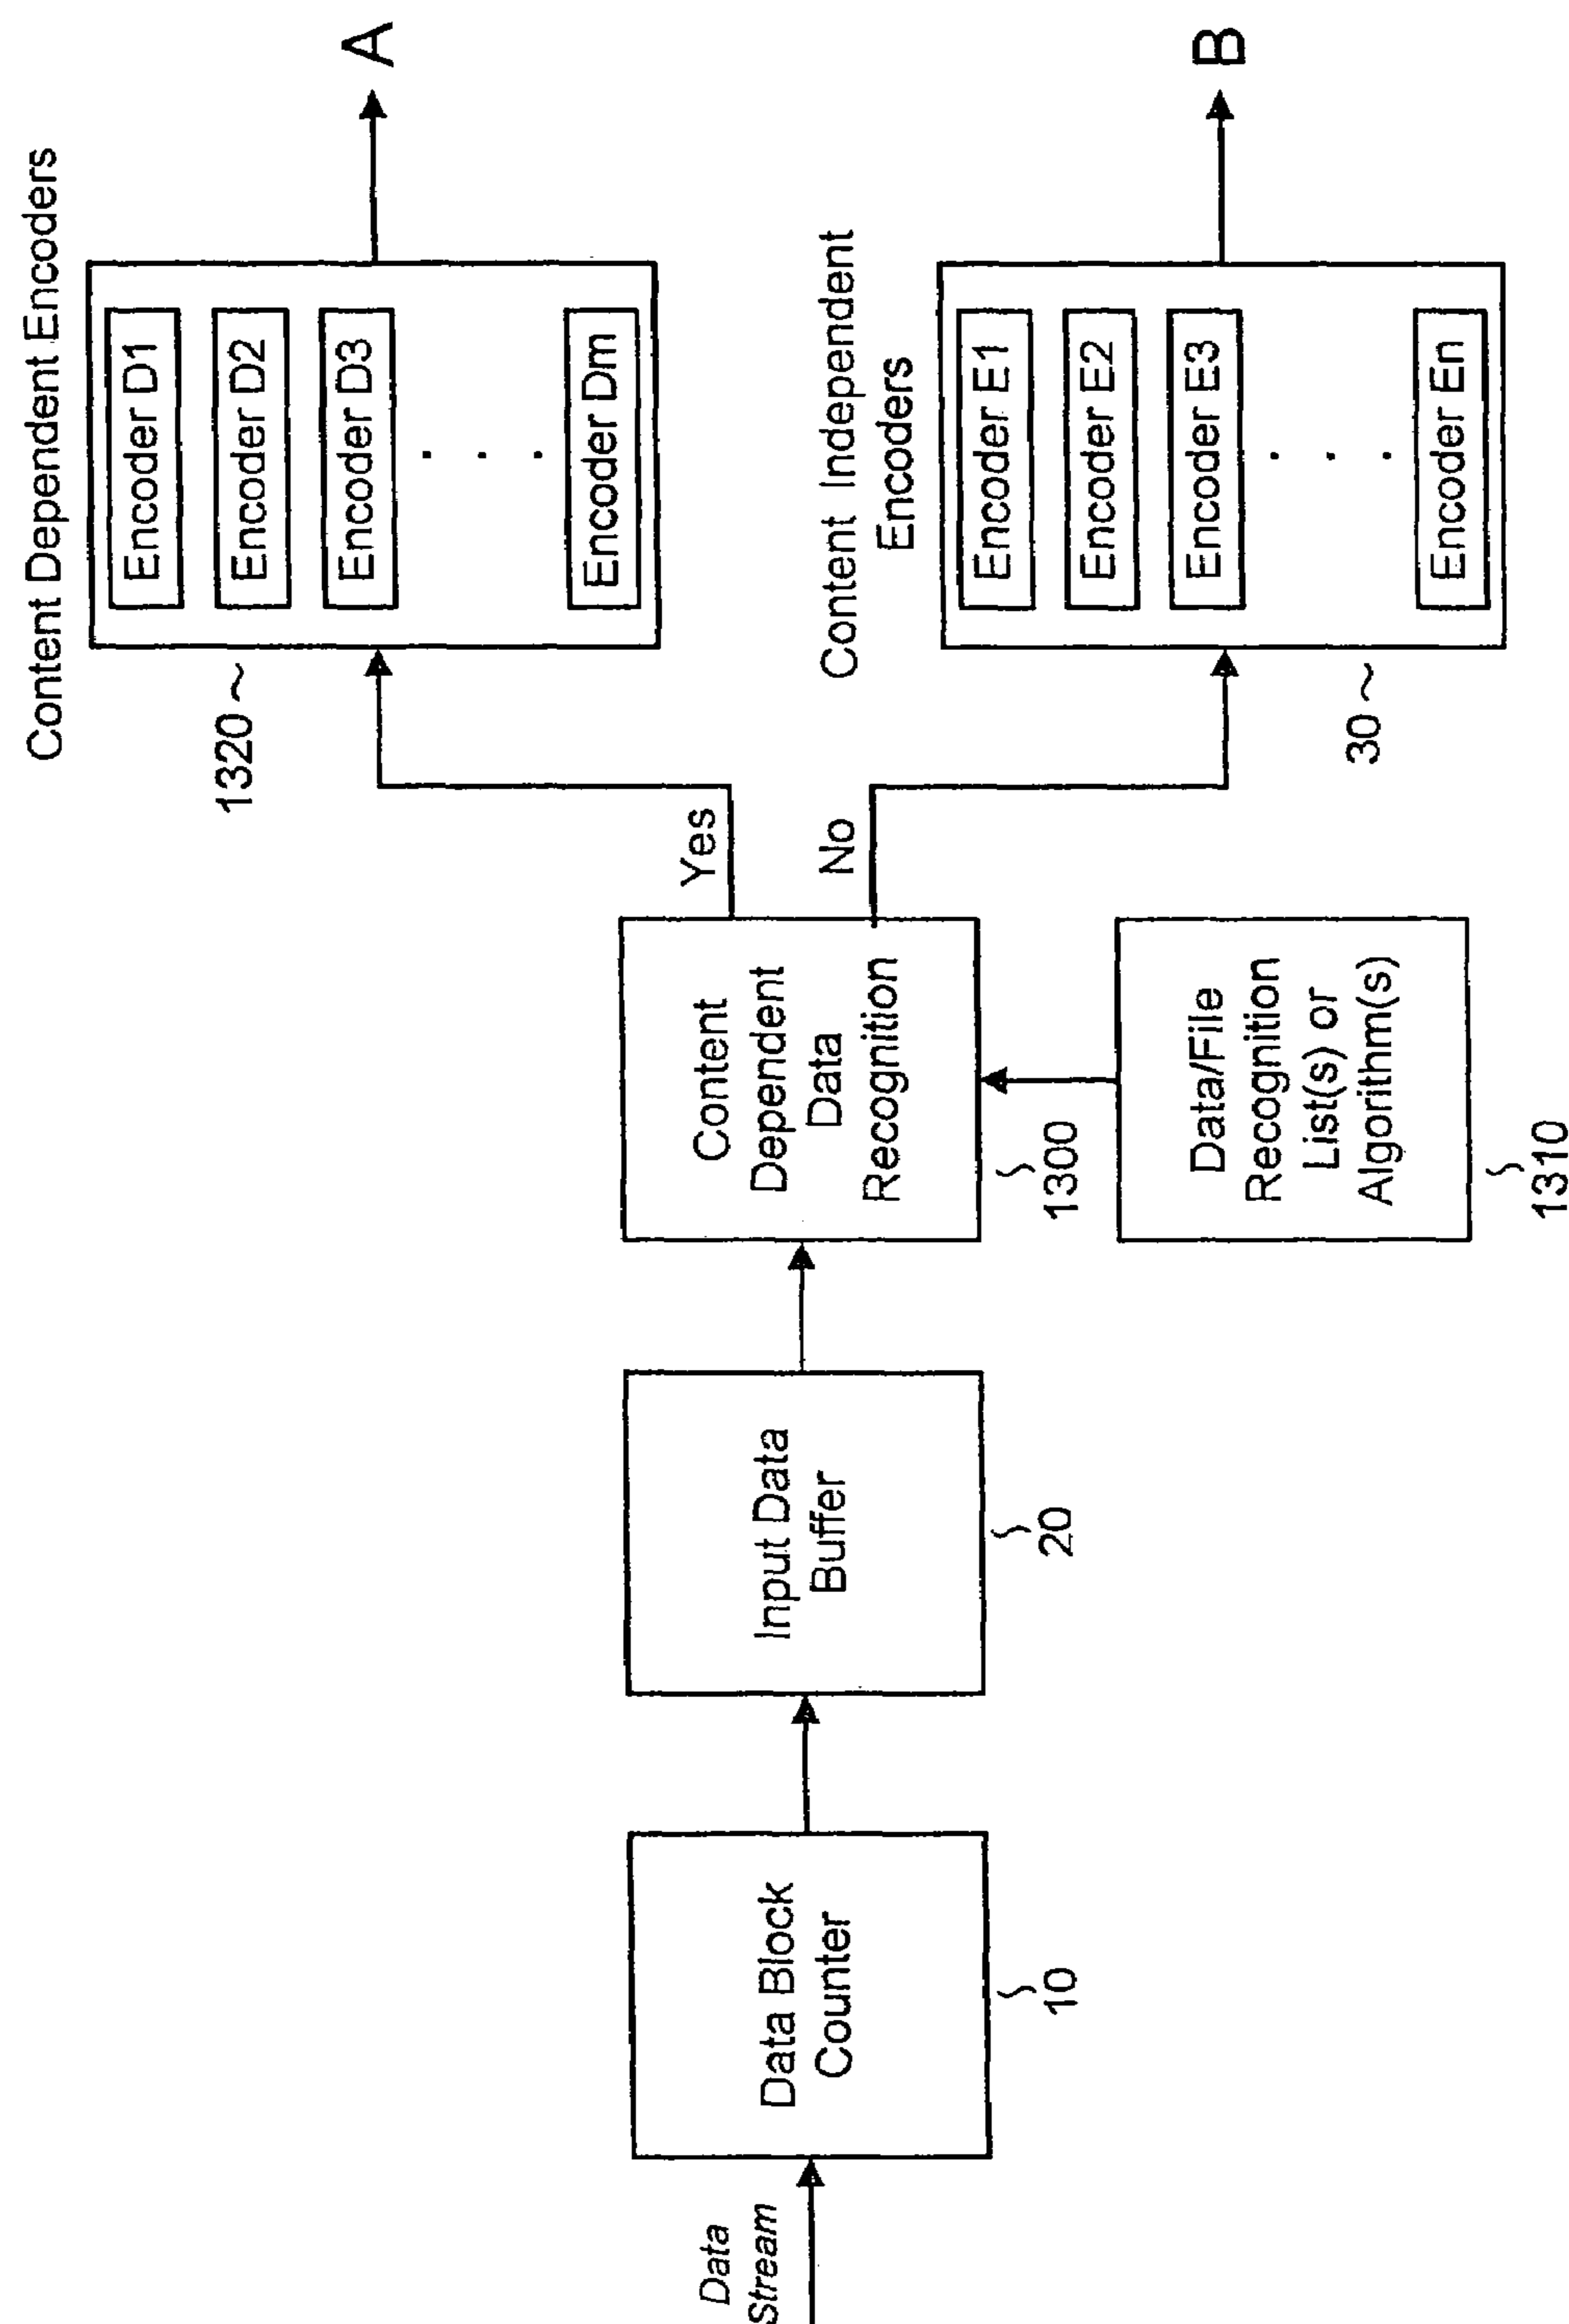 Data
Stream
Data Block
Counter
10
Input Data
Buffer
20
Content
Dependent
Data
Recognition
1300
Data/File
Recognition
List(s) or
Algorithm(s)
1310
Yes
No
Content Dependent Encoders
1320
Encoder D1
Encoder D2
Encoder D3
. . .
Encoder Dm
A
Content Independent
Encoders
30
Encoder E1
Encoder E2
Encoder E3
. . .
Encoder En
B